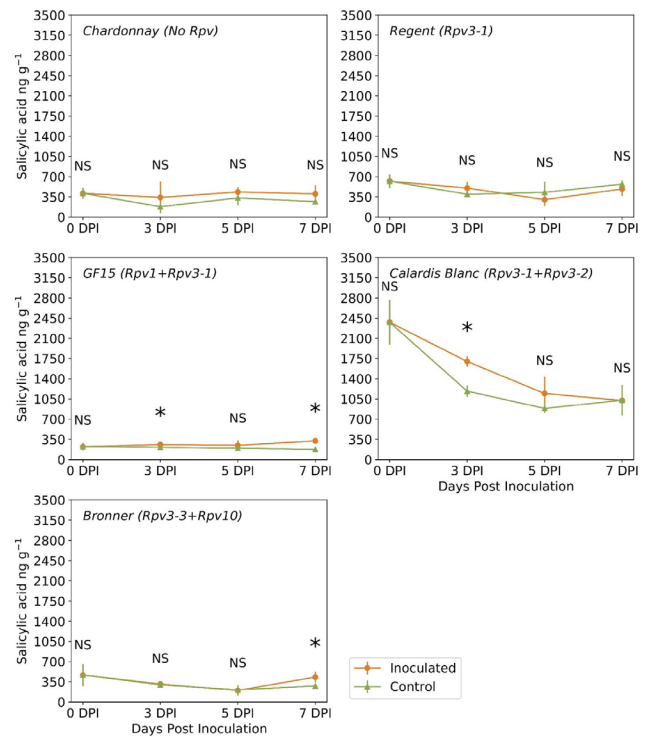 Chardonnay (No Rpv)
Salicylic acid ng g⁻¹
3500
3150
2800
2450
2100
1750
1400
1050
700
350
0
NS
NS
NS
NS
0 DPI
3 DPI
5 DPI
7 DPI
Regent (Rpv3-1)
3500
3150
2800
2450
2100
1750
1400
1050
700
350
0
NS
NS
NS
NS
0 DPI
3 DPI
5 DPI
7 DPI
GF15 (Rpv1+Rpv3-1)
Salicylic acid ng g⁻¹
3500
3150
2800
2450
2100
1750
1400
1050
700
350
0
NS
*
NS
*
0 DPI
3 DPI
5 DPI
7 DPI
Calardis Blanc (Rpv3-1+Rpv3-2)
3500
3150
2800
2450
2100
1750
1400
1050
700
350
0
NS
*
NS
NS
0 DPI
3 DPI
5 DPI
7 DPI
Days Post Inoculation
Bronner (Rpv3-3+Rpv10)
Salicylic acid ng g⁻¹
3500
3150
2800
2450
2100
1750
1400
1050
700
350
0
NS
NS
NS
*
0 DPI
3 DPI
5 DPI
7 DPI
Days Post Inoculation
Inoculated
Control